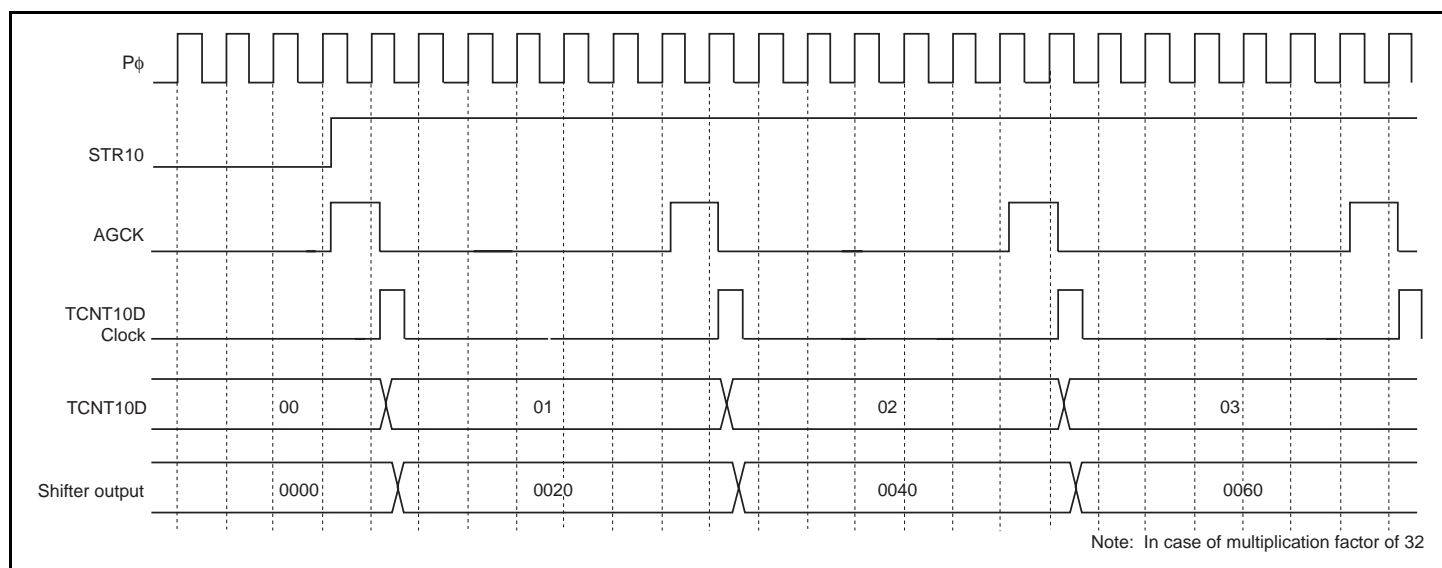 Pϕ
STR10
AGCK
TCNT10D
Clock
TCNT10D
00
01
02
03
Shifter output
0000
0020
0040
0060
Note: In case of multiplication factor of 32